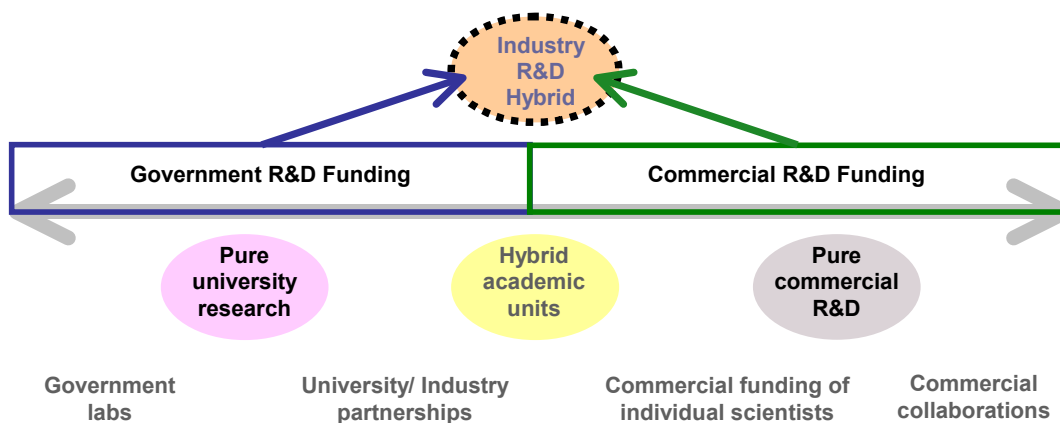 Industry
R&D
Hybrid
Government R&D Funding
Commercial R&D Funding
Pure
university
research
Hybrid
academic
units
Pure
commercial
R&D
Government
labs
University/ Industry
partnerships
Commercial funding of
individual scientists
Commercial
collaborations